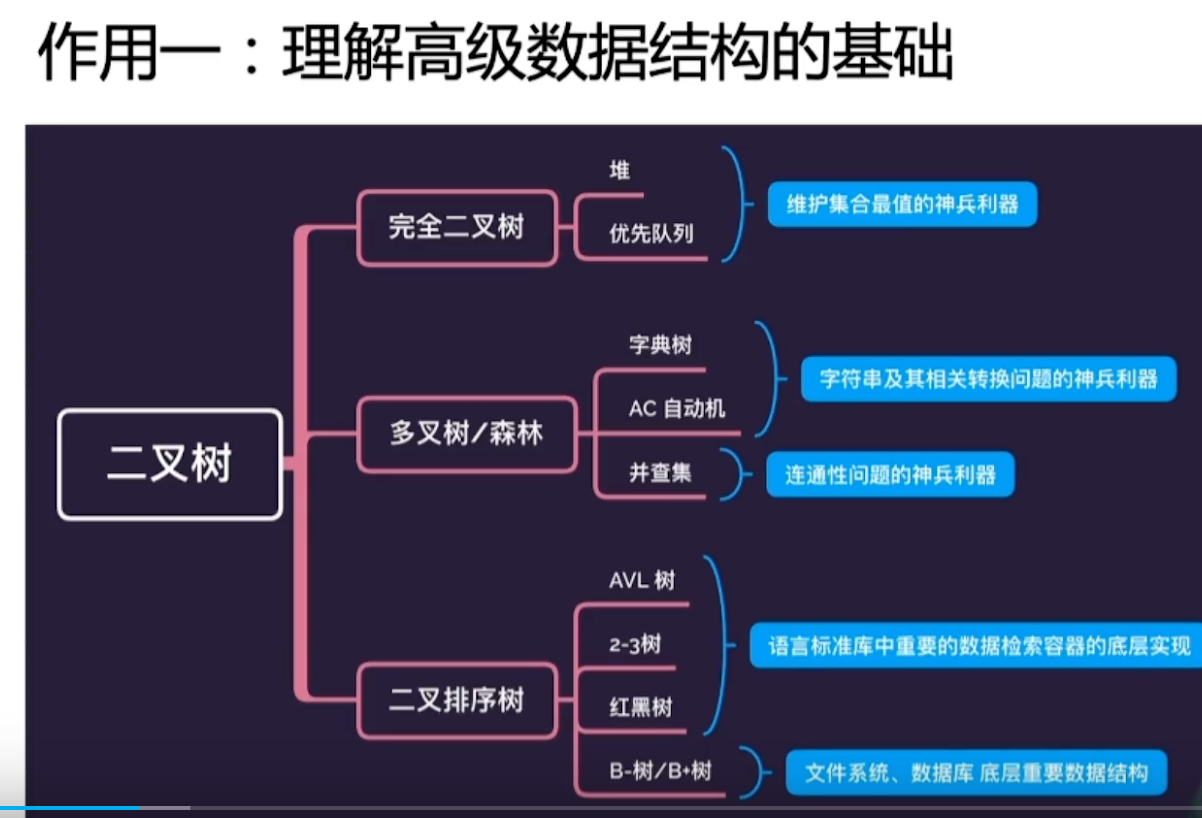 作用一：理解高级数据结构的基础
二叉树
完全二叉树
堆
优先队列
维护集合最值的神兵利器
多叉树/森林
字典树
AC 自动机
字符串及其相关转换问题的神兵利器
并查集
连通性问题的神兵利器
二叉排序树
AVL 树
2-3树
红黑树
语言标准库中重要的数据检索容器的底层实现
B-树/B+树
文件系统、数据库 底层重要数据结构